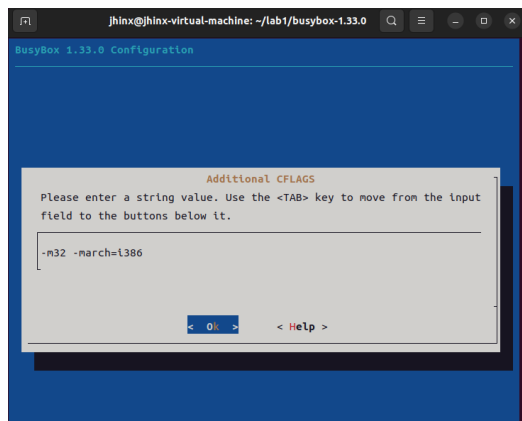 jhinx@jhinx-virtual-machine: ~/lab1/busybox-1.33.0
BusyBox 1.33.0 Configuration
Additional CFLAGS
Please enter a string value. Use the <TAB> key to move from the input
field to the buttons below it.
-m32 -march=i386
< Ok > < Help >